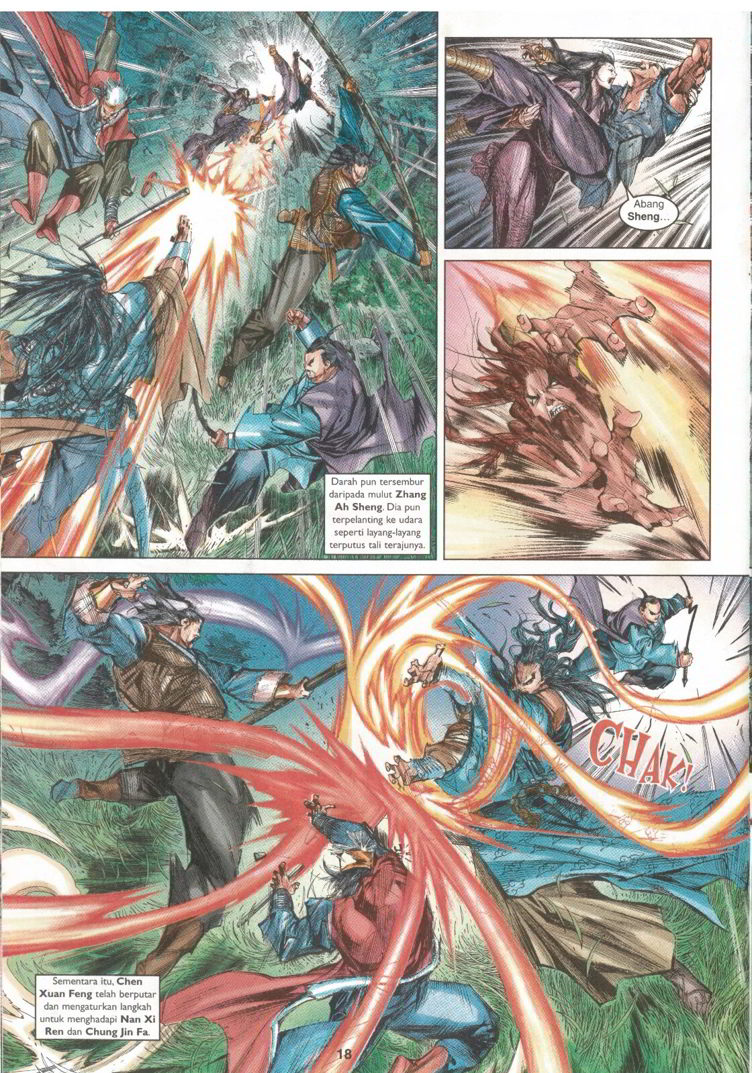 Abang
Sheng...
Darah pun tersembur
daripada mulut Zhang
Ah Sheng. Dia pun
terpelanting ke udara
seperti layang-layang
terputus tali terajunya.
CHAK!
Sementara itu, Chen
Xuan Feng telah berputar
dan mengaturkan langkah
untuk menghadapi Nan Xi
Ren dan Chung Jin Fa.
18